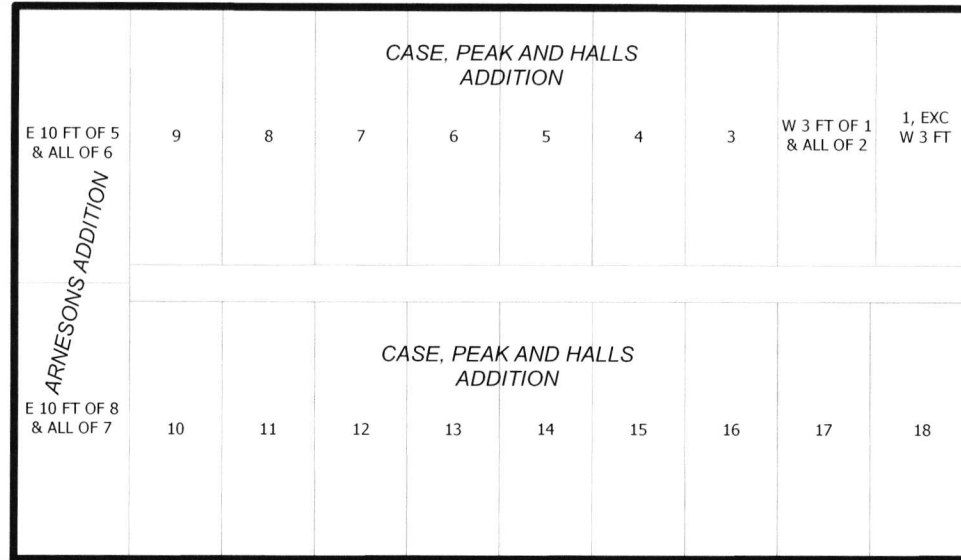 CASE, PEAK AND HALLS
ADDITION
E 10 FT OF 5
& ALL OF 6
9
8
7
6
5
4
3
W 3 FT OF 1
& ALL OF 2
1, EXC
W 3 FT
ARNESONS ADDITION
CASE, PEAK AND HALLS
ADDITION
E 10 FT OF 8
& ALL OF 7
10
11
12
13
14
15
16
17
18